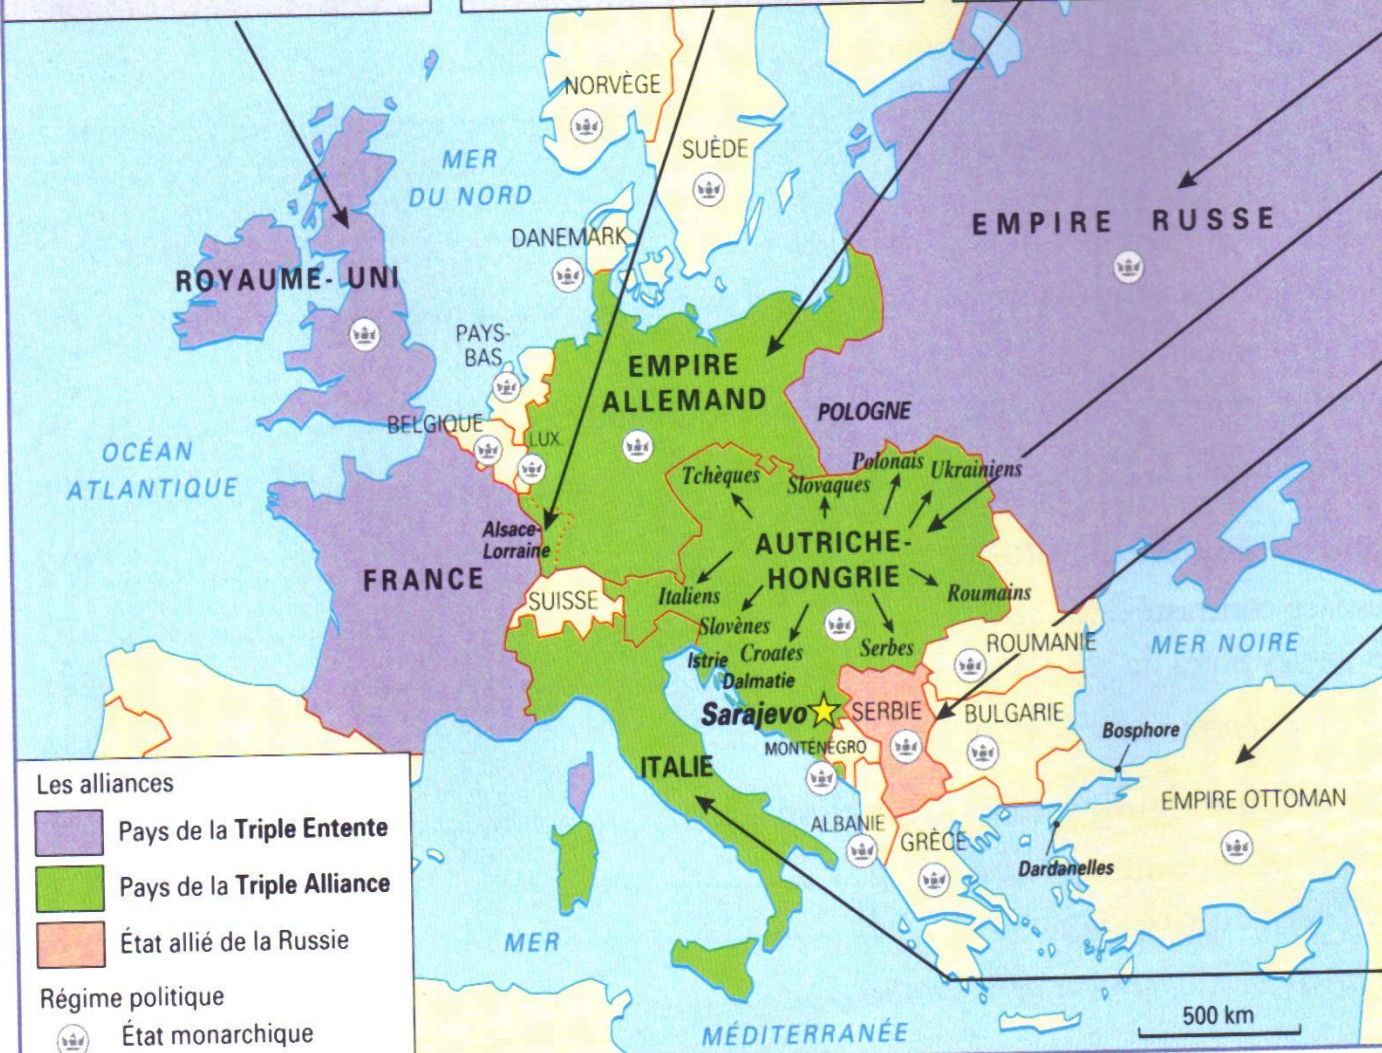 NORVÈGE
MER
DU NORD
SUÈDE
EMPIRE RUSSE
DANEMARK
ROYAUME-UNI
PAYS-
BAS
EMPIRE
ALLEMAND
POLOGNE
BELGIQUE
LUX.
OCÉAN
ATLANTIQUE
Tchèques
Slovaques
Polonais
Ukrainiens
Alsace-
Lorraine
AUTRICHE-
HONGRIE
FRANCE
SUISSE
Italiens
Roumains
Slovènes
Croates
Serbes
Istrie
Dalmatie
ROUMANIE
MER NOIRE
Sarajevo
SERBIE
BULGARIE
Bosphore
MONTÉNÉGRO
ITALIE
EMPIRE OTTOMAN
ALBANIE
GRÈCE
Dardanelles
Les alliances
Pays de la Triple Entente
Pays de la Triple Alliance
État allié de la Russie
Régime politique
État monarchique
MER
MÉDITERRANÉE
500 km